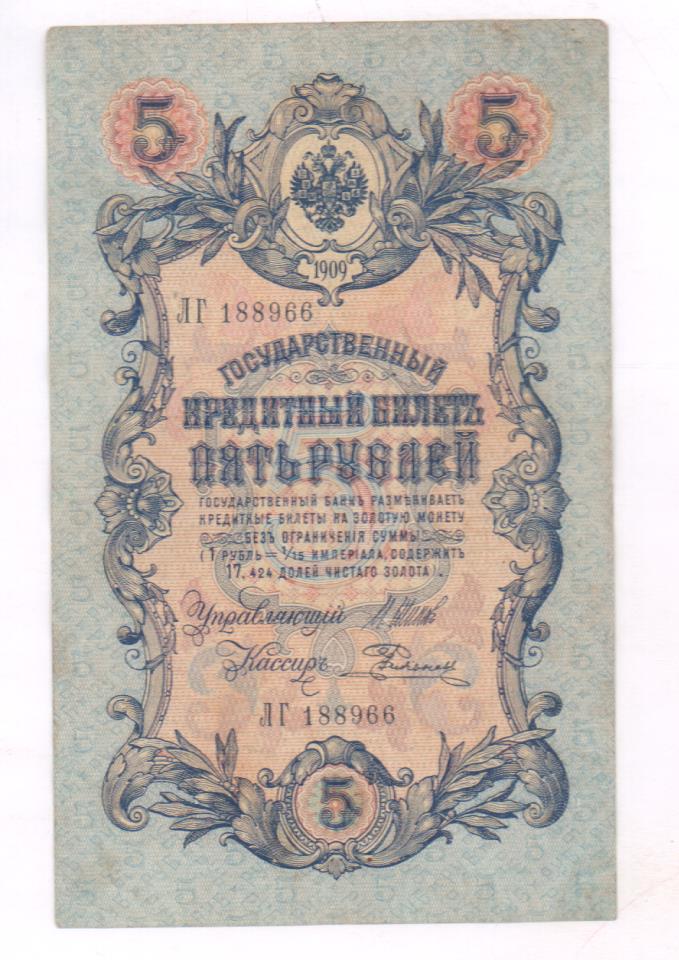 5 5
1909
ЛГ 188966
ГОСУДАРСТВЕННЫЙ
КРЕДИТНЫЙ БИЛЕТЪ
ПЯТЬ РУБЛЕЙ
ГОСУДАРСТВЕННЫЙ БАНКЪ РАЗМѢНИВАЕТЪ
КРЕДИТНЫЕ БИЛЕТЫ НА ЗОЛОТУЮ МОНЕТУ
БЕЗЪ ОГРАНИЧЕНІЯ СУММЫ
(1 РУБЛЬ = 1/15 ИМПЕРІАЛА, СОДЕРЖИТЪ
17,424 ДОЛЕЙ ЧИСТАГО ЗОЛОТА).
Управляющій
Кассиръ
ЛГ 188966
5